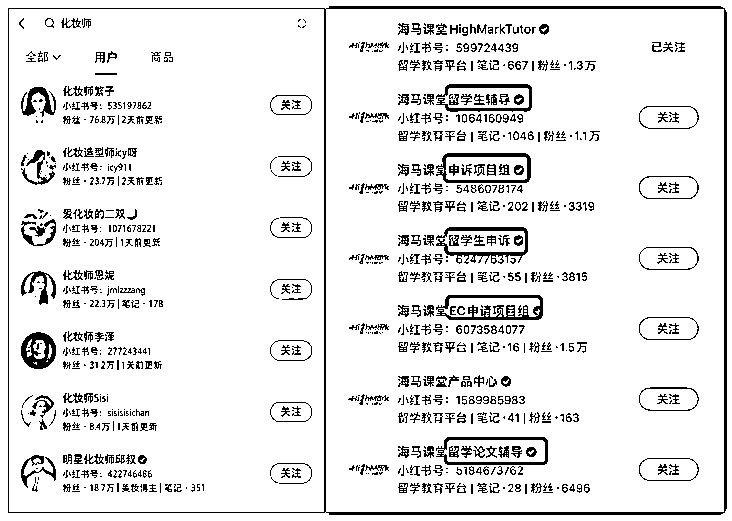 化妆师
全部
用户
商品
化妆师繁子
小红书号：535197862
粉丝·76.8万|2天前更新
关注
化妆造型师icy呀
小红书号：icy911
粉丝·23.7万|2天前更新
关注
爱化妆的二双🌙
小红书号：1071678221
粉丝·204万|1天前更新
关注
化妆师思妮
小红书号：jmlzzzang
粉丝·22.3万|笔记·178
关注
化妆师李泽
小红书号：277243441
粉丝·31.2万|1天前更新
关注
化妆师Sisi
小红书号：sisisisichan
粉丝·8.4万|1天前更新
关注
明星化妆师邱叔
小红书号：422746466
粉丝·18.7万|美妆博主|笔记·351
关注
HighMark
海马课堂HighMarkTutor
小红书号：599724439
留学教育平台|笔记·667|粉丝·1.3万
已关注
HighMark
海马课堂留学生辅导
小红书号：1064160949
留学教育平台|笔记·1046|粉丝·1.1万
关注
HighMark
海马课堂申诉项目组
小红书号：5486078174
留学教育平台|笔记·202|粉丝·3319
关注
HighMark
海马课堂留学生申诉
小红书号：6247763157
留学教育平台|笔记·55|粉丝·3815
关注
HighMark
海马课堂EC申请项目组
小红书号：6073584077
留学教育平台|笔记·16|粉丝·1.5万
关注
HighMark
海马课堂产品中心
小红书号：1589985983
留学教育平台|笔记·41|粉丝·163
关注
HighMark
海马课堂留学论文辅导
小红书号：5184673762
留学教育平台|笔记·28|粉丝·6496
关注